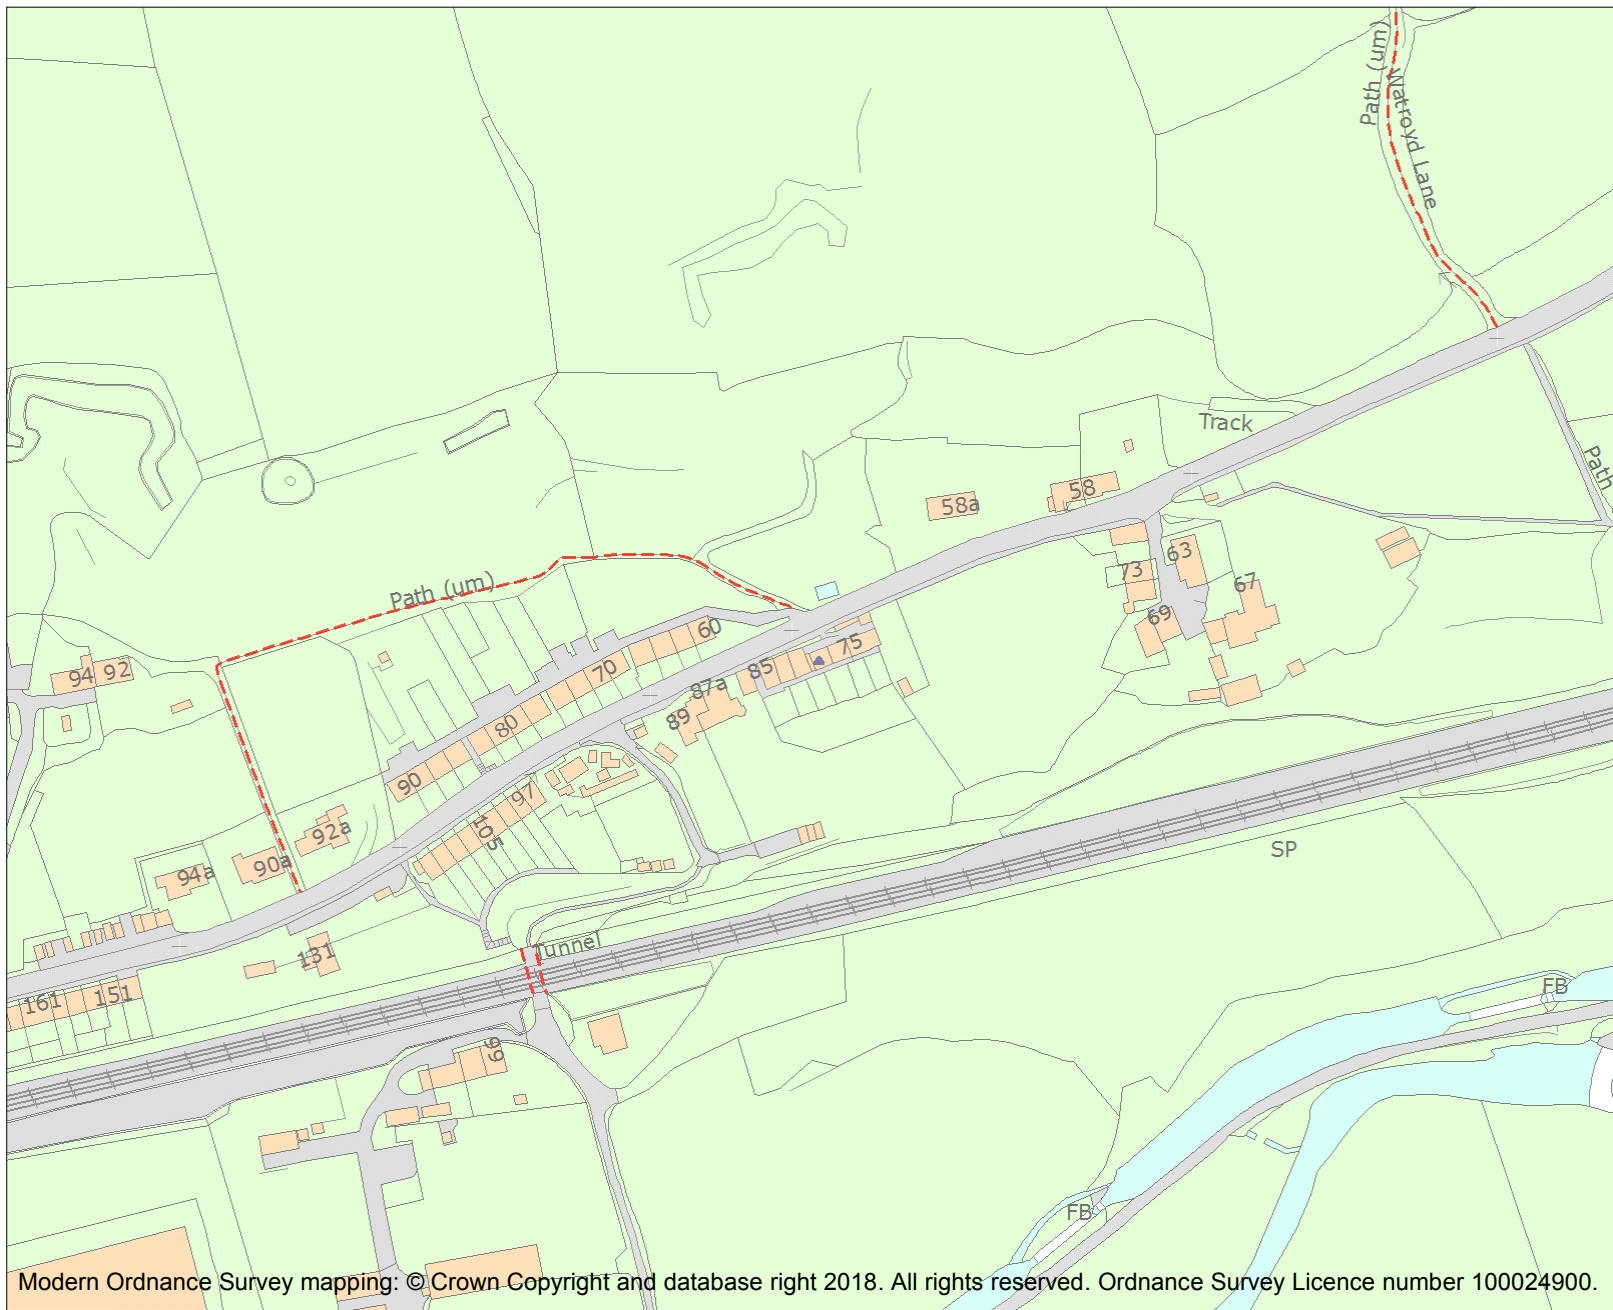 Path (um)
Watroyd Lane
Track
Path
58
58a
63
73
67
69
Path (um)
60
75
70
85
87a
94
92
89
80
90
97
92a
105
90a
94a
SP
Tunnel
131
161
151
FB
99
FB
Modern Ordnance Survey mapping: © Crown Copyright and database right 2018. All rights reserved. Ordnance Survey Licence number 100024900.